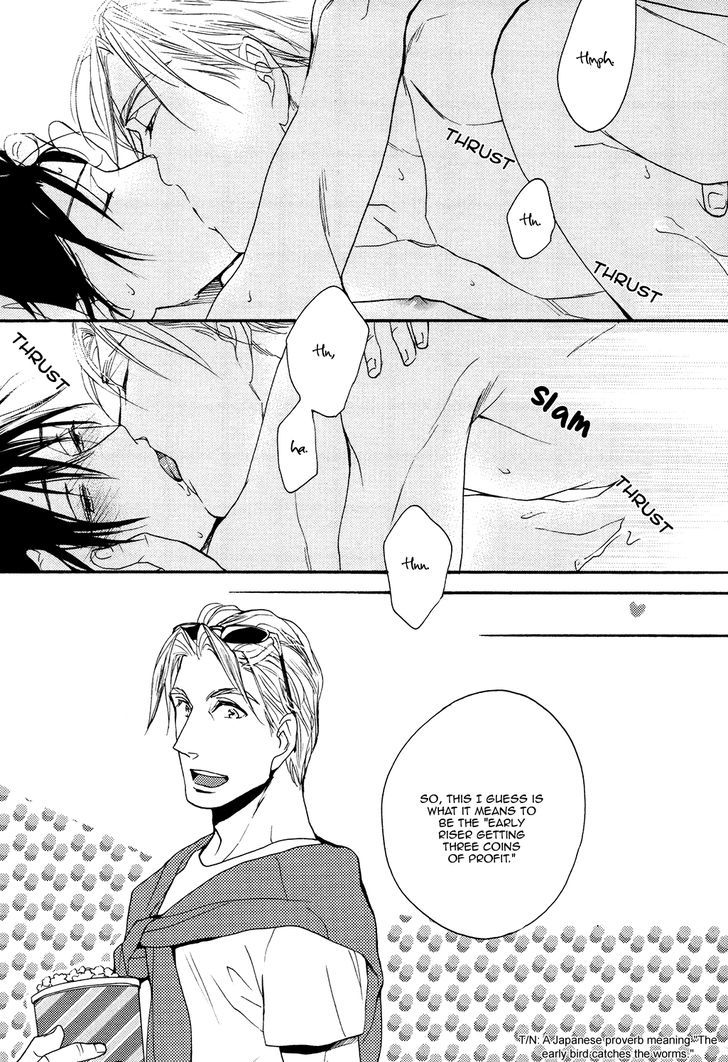 Hmph.
THRUST
Hn.
THRUST
THRUST
Hn,
ha.
slam
THRUST
Hnn.
SO, THIS I GUESS IS
WHAT IT MEANS TO
BE THE "EARLY
RISER GETTING
THREE COINS
OF PROFIT."
T/N: A Japanese proverb meaning "The
early bird catches the worms."